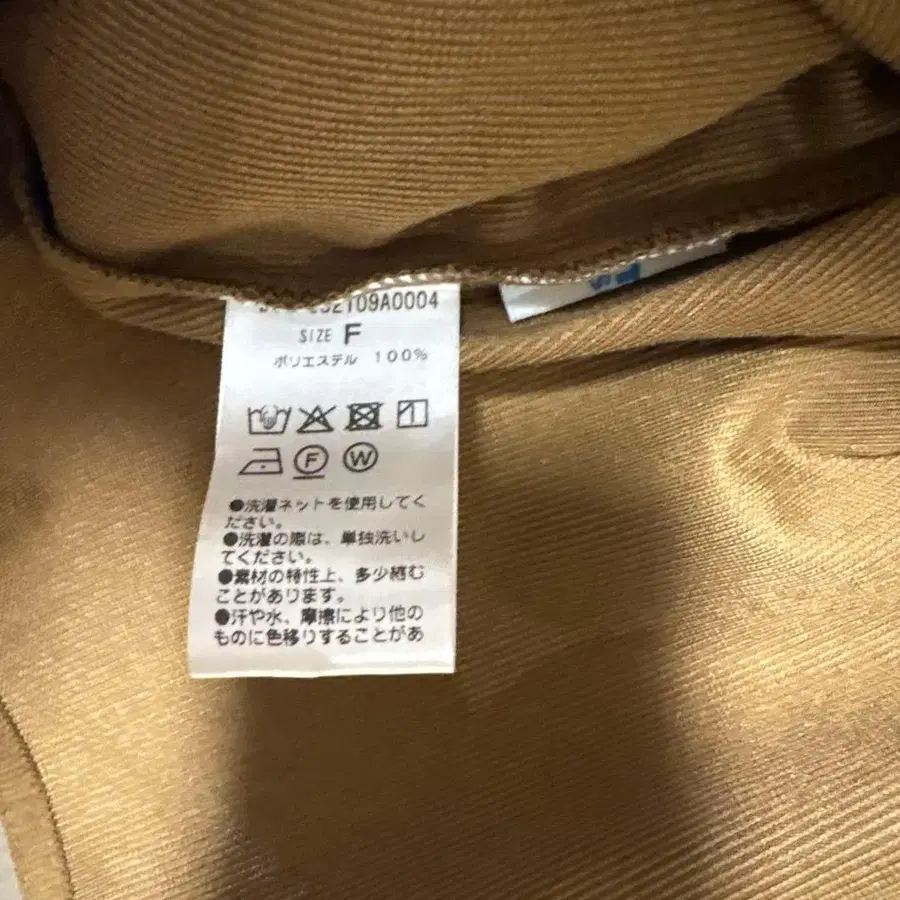 32109A0004
SIZE F
ポリエステル 100%
F W
●洗濯ネットを使用してく
ださい。
●洗濯の際は、単独洗いし
てください。
●素材の特性上、多少縮む
ことがあります。
●汗や水、摩擦により他の
ものに色移りすることがあ